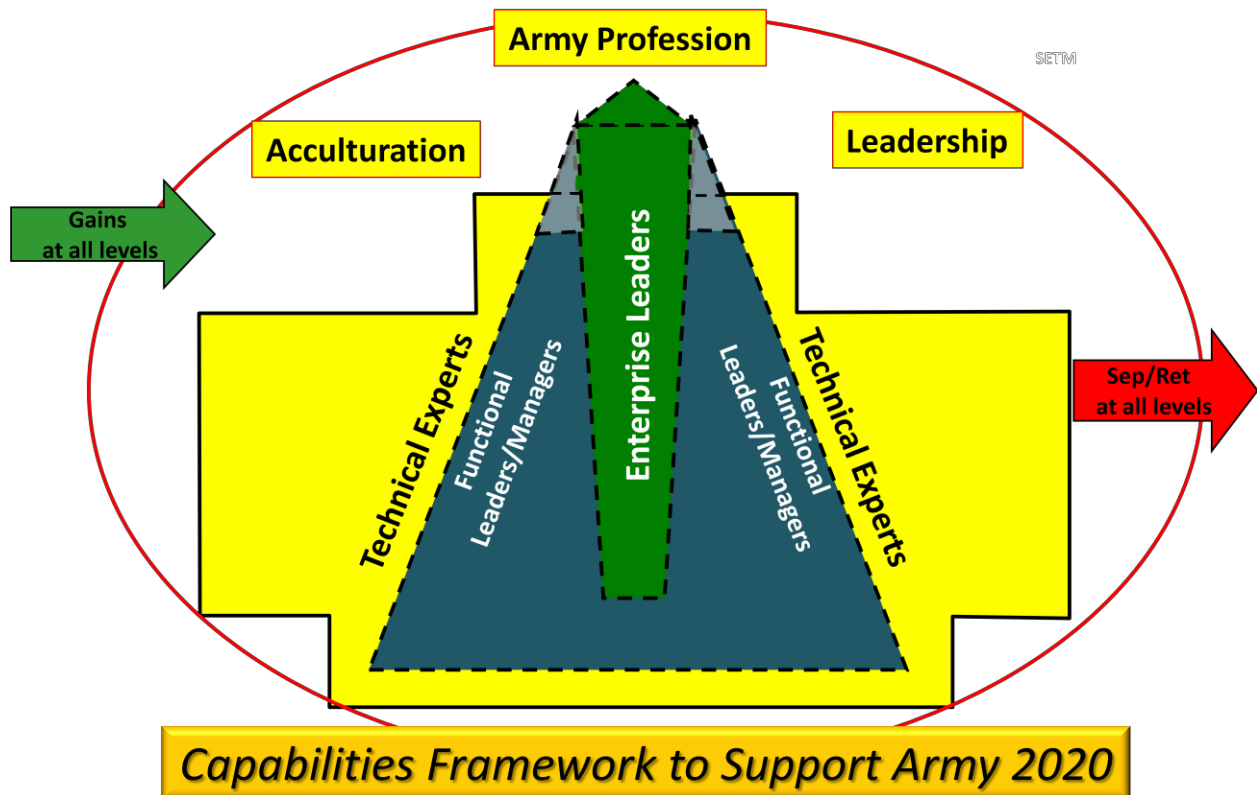 Army Profession
SETM
Acculturation
Leadership
Gains
at all levels
Enterprise Leaders
Technical Experts
Functional
Leaders/Managers
Functional
Leaders/Managers
Technical Experts
Sep/Ret
at all levels
Capabilities Framework to Support Army 2020